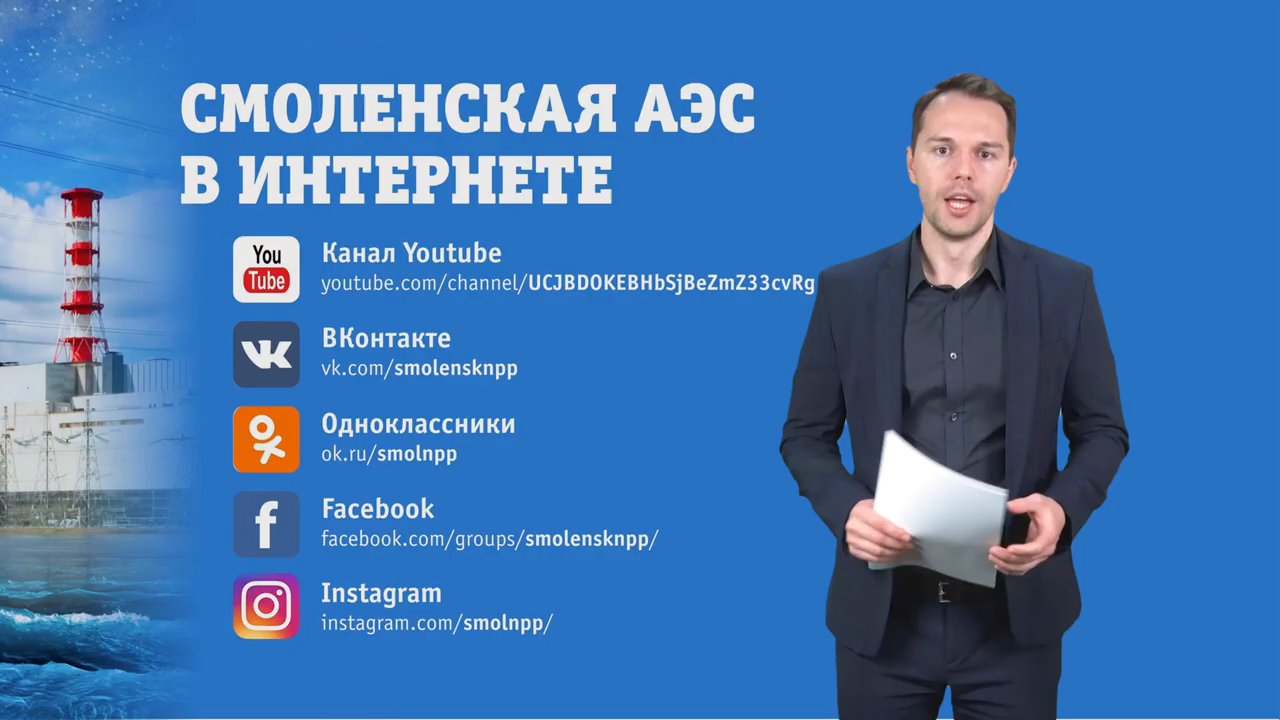 СМОЛЕНСКАЯ АЭС
В ИНТЕРНЕТЕ
You
Tube
Канал Youtube
youtube.com/channel/UCJBD0KEBHbSjBeZmZ33cvRg
ВКонтакте
vk.com/smolensknpp
Одноклассники
ok.ru/smolnpp
Facebook
facebook.com/groups/smolensknpp/
Instagram
instagram.com/smolnpp/